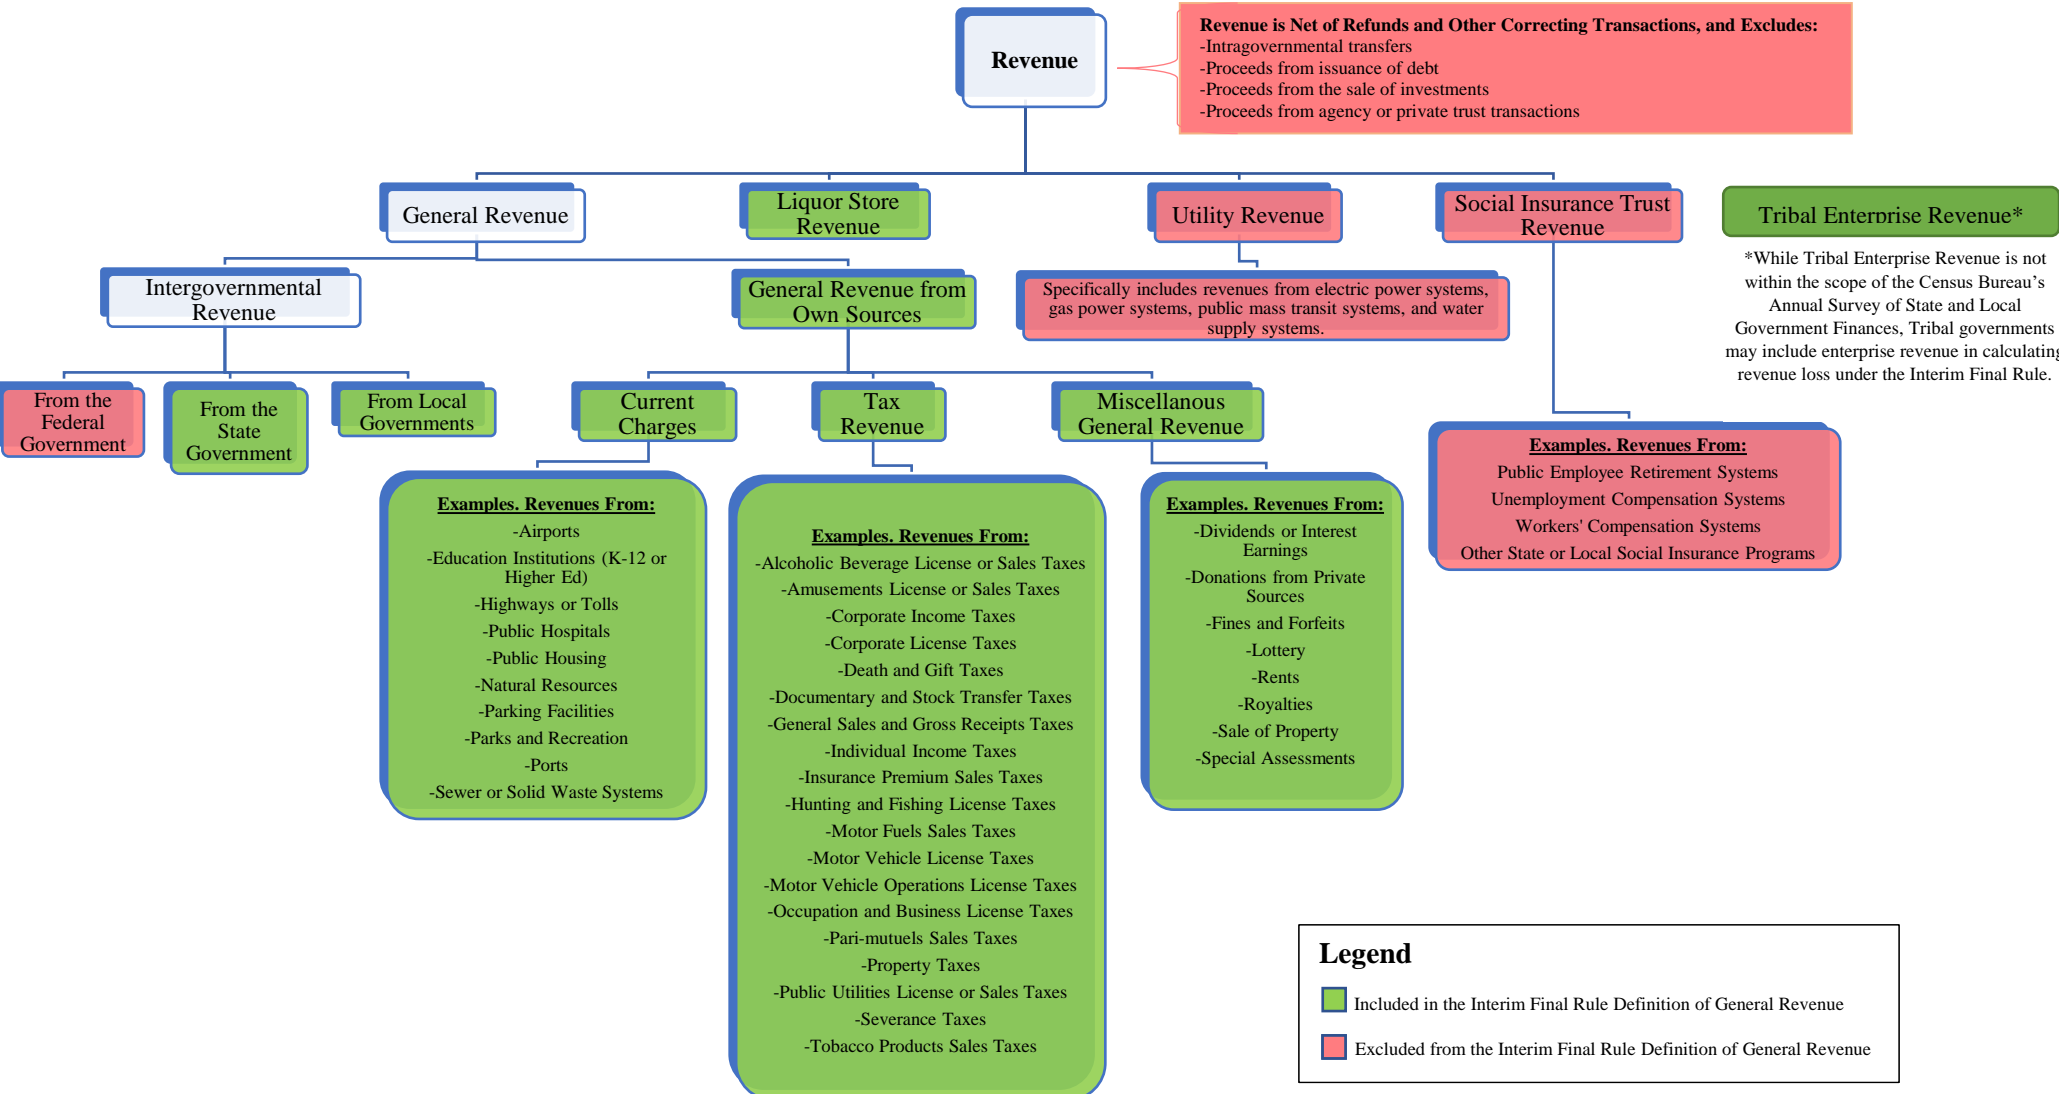 Revenue
Revenue is Net of Refunds and Other Correcting Transactions, and Excludes:
-Intragovernmental transfers
-Proceeds from issuance of debt
-Proceeds from the sale of investments
-Proceeds from agency or private trust transactions
General Revenue
Liquor Store
Revenue
Utility Revenue
Social Insurance Trust
Revenue
Tribal Enterprise Revenue*
*While Tribal Enterprise Revenue is not
within the scope of the Census Bureau’s
Annual Survey of State and Local
Government Finances, Tribal governments
may include enterprise revenue in calculating
revenue loss under the Interim Final Rule.
Intergovernmental
Revenue
General Revenue from
Own Sources
Specifically includes revenues from electric power systems,
gas power systems, public mass transit systems, and water
supply systems.
From the
Federal
Government
From the
State
Government
From Local
Governments
Current
Charges
Tax
Revenue
Miscellanous
General Revenue
Examples. Revenues From:
-Airports
-Education Institutions (K-12 or
Higher Ed)
-Highways or Tolls
-Public Hospitals
-Public Housing
-Natural Resources
-Parking Facilities
-Parks and Recreation
-Ports
-Sewer or Solid Waste Systems
Examples. Revenues From:
-Alcoholic Beverage License or Sales Taxes
-Amusements License or Sales Taxes
-Corporate Income Taxes
-Corporate License Taxes
-Death and Gift Taxes
-Documentary and Stock Transfer Taxes
-General Sales and Gross Receipts Taxes
-Individual Income Taxes
-Insurance Premium Sales Taxes
-Hunting and Fishing License Taxes
-Motor Fuels Sales Taxes
-Motor Vehicle License Taxes
-Motor Vehicle Operations License Taxes
-Occupation and Business License Taxes
-Pari-mutuels Sales Taxes
-Property Taxes
-Public Utilities License or Sales Taxes
-Severance Taxes
-Tobacco Products Sales Taxes
Examples. Revenues From:
-Dividends or Interest
Earnings
-Donations from Private
Sources
-Fines and Forfeits
-Lottery
-Rents
-Royalties
-Sale of Property
-Special Assessments
Examples. Revenues From:
Public Employee Retirement Systems
Unemployment Compensation Systems
Workers' Compensation Systems
Other State or Local Social Insurance Programs
Legend
Included in the Interim Final Rule Definition of General Revenue
Excluded from the Interim Final Rule Definition of General Revenue